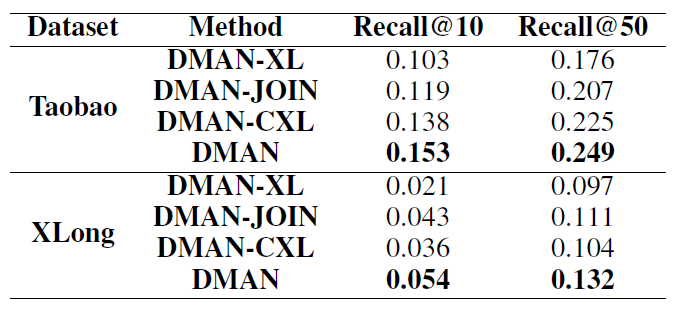 Dataset Method Recall@10 Recall@50
Taobao
DMAN-XL 0.103 0.176
DMAN-JOIN 0.119 0.207
DMAN-CXL 0.138 0.225
DMAN 0.153 0.249
XLong
DMAN-XL 0.021 0.097
DMAN-JOIN 0.043 0.111
DMAN-CXL 0.036 0.104
DMAN 0.054 0.132